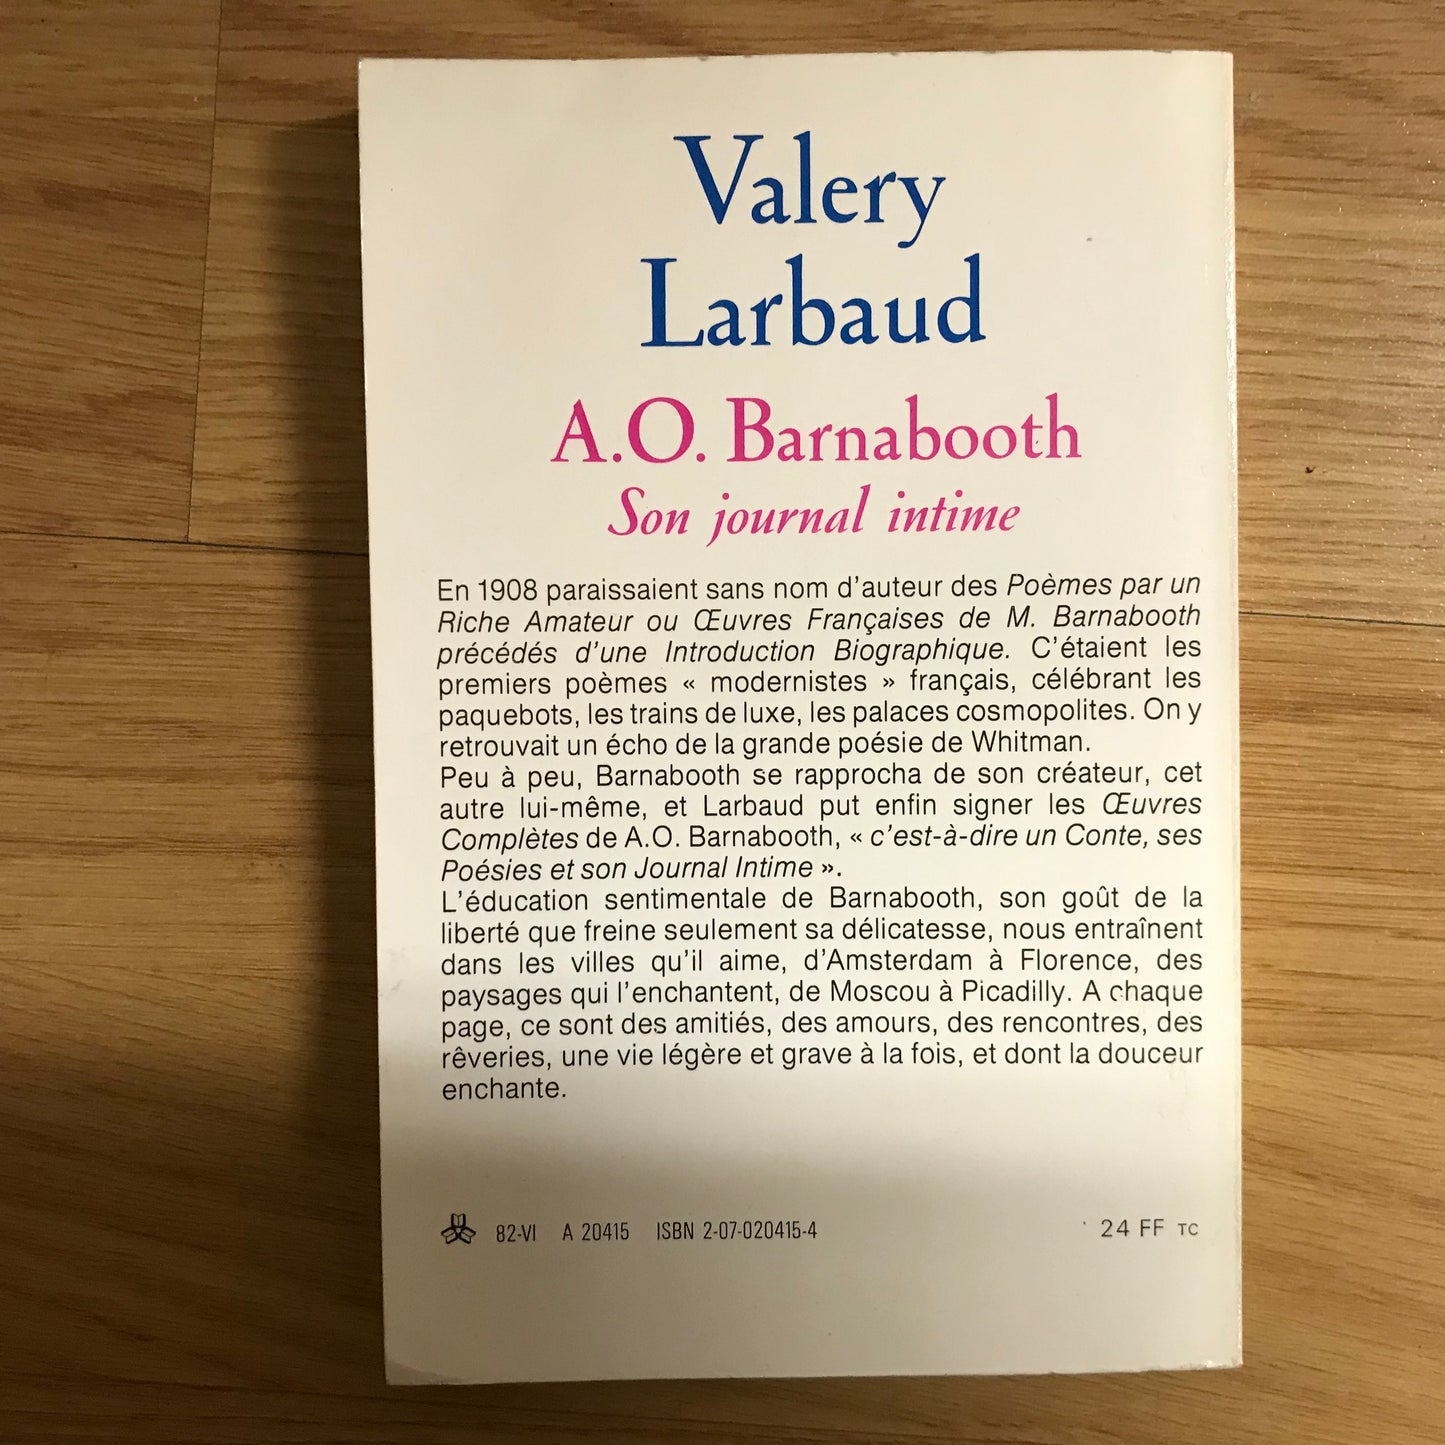 Valery
Larbaud
A.O. Barnabooth
Son journal intime
En 1908 paraissaient sans nom d'auteur des Poèmes par un
Riche Amateur ou Œuvres Françaises de M. Barnabooth
précédés d'une Introduction Biographique. C'étaient les
premiers poèmes « modernistes » français, célébrant les
paquebots, les trains de luxe, les palaces cosmopolites. On y
retrouvait un écho de la grande poésie de Whitman.
Peu à peu, Barnabooth se rapprocha de son créateur, cet
autre lui-même, et Larbaud put enfin signer les Œuvres
Complètes de A.O. Barnabooth, « c'est-à-dire un Conte, ses
Poésies et son Journal Intime ».
L'éducation sentimentale de Barnabooth, son goût de la
liberté que freine seulement sa délicatesse, nous entraînent
dans les villes qu'il aime, d'Amsterdam à Florence, des
paysages qui l'enchantent, de Moscou à Picadilly. A chaque
page, ce sont des amitiés, des amours, des rencontres, des
rêveries, une vie légère et grave à la fois, et dont la douceur
enchante.
82-VI A 20415 ISBN 2-07-020415-4 24 FF TC